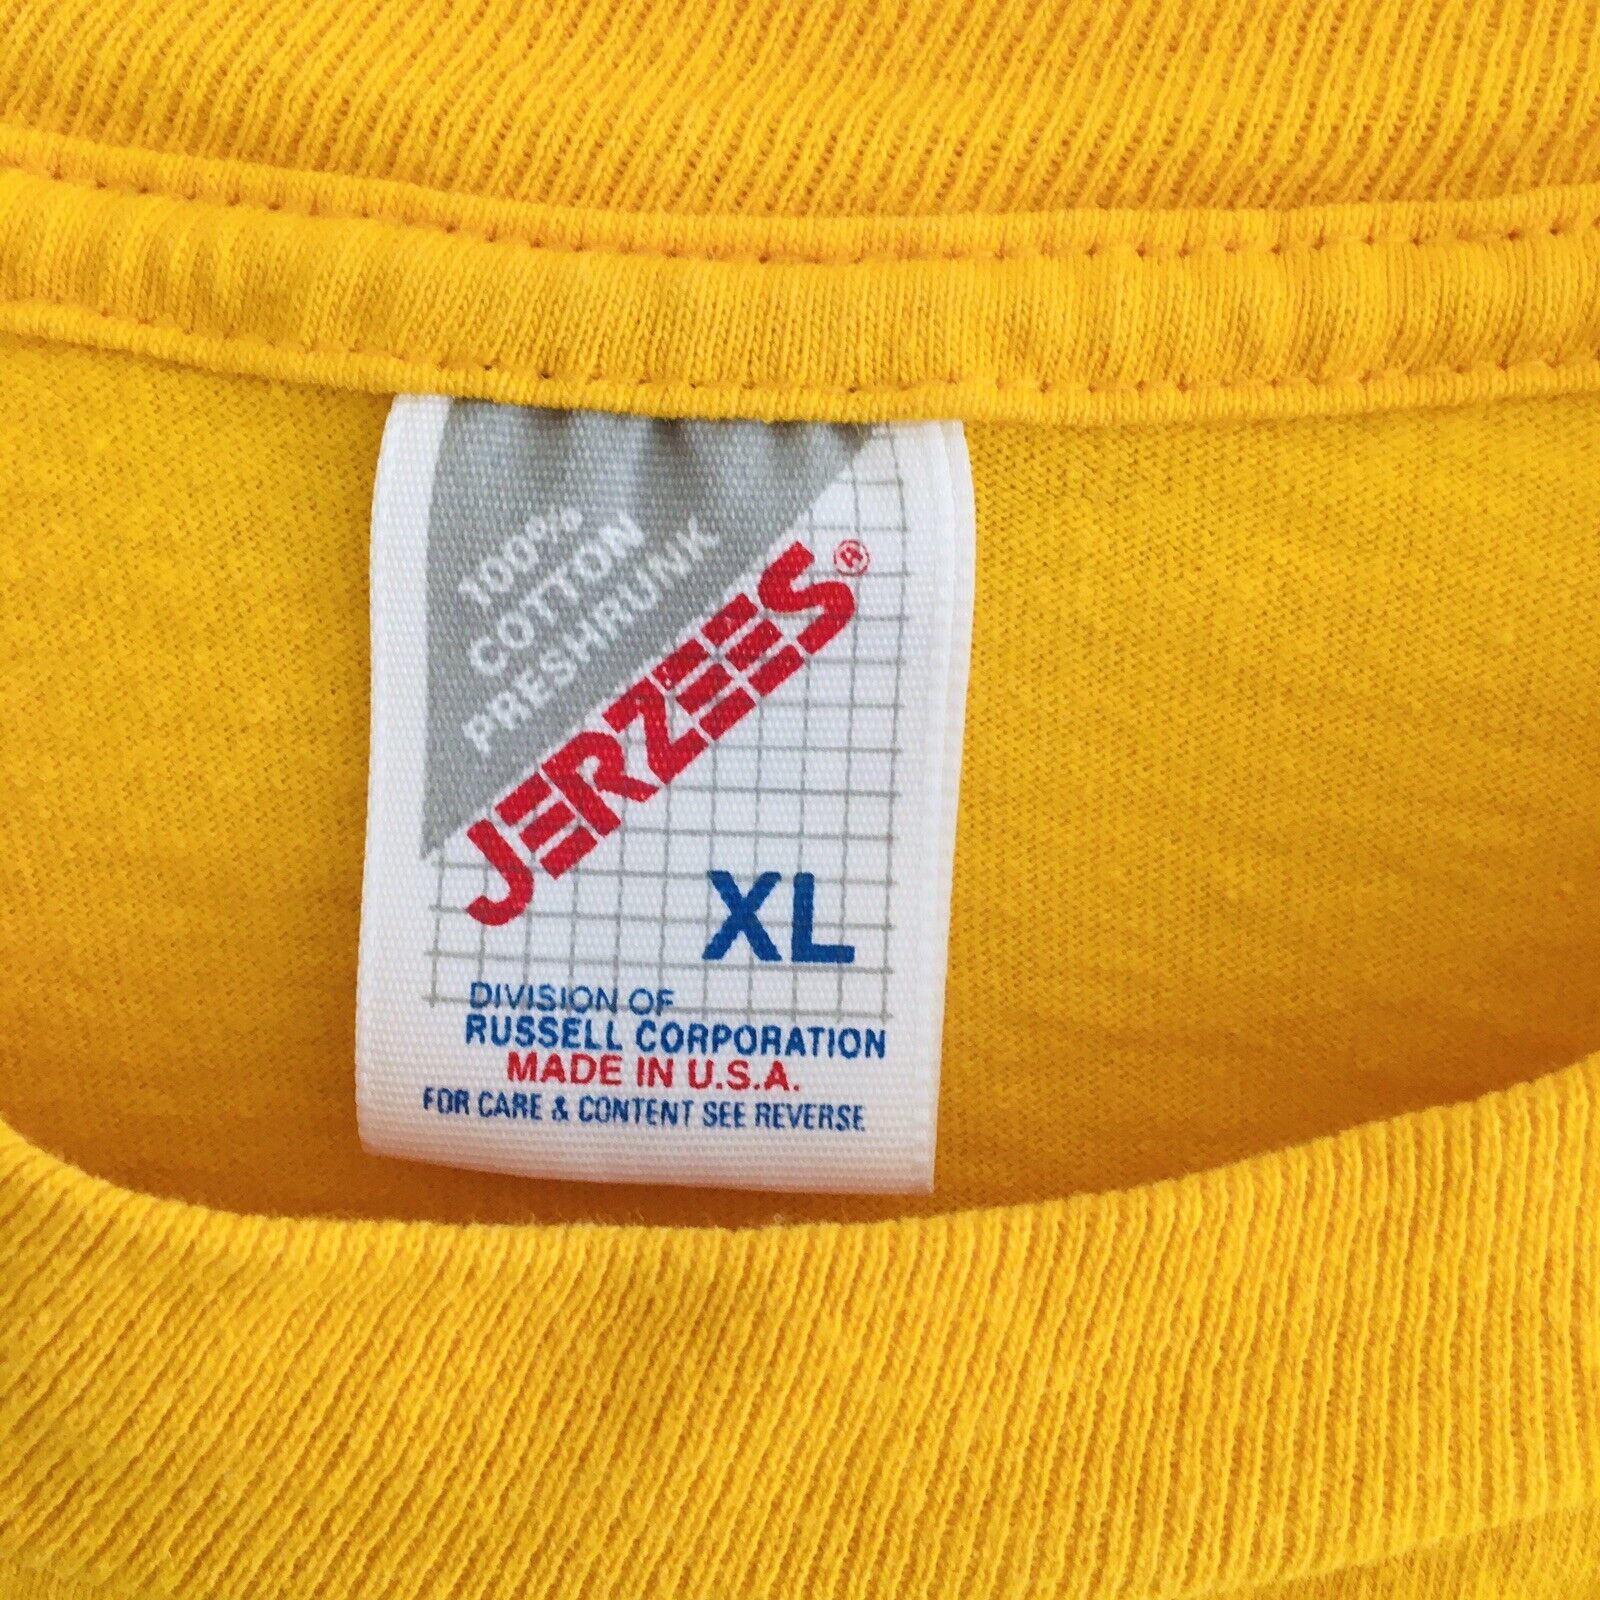 100%
COTTON
PRESHRUNK
JERZEES®
XL
DIVISION OF
RUSSELL CORPORATION
MADE IN U.S.A.
FOR CARE & CONTENT SEE REVERSE